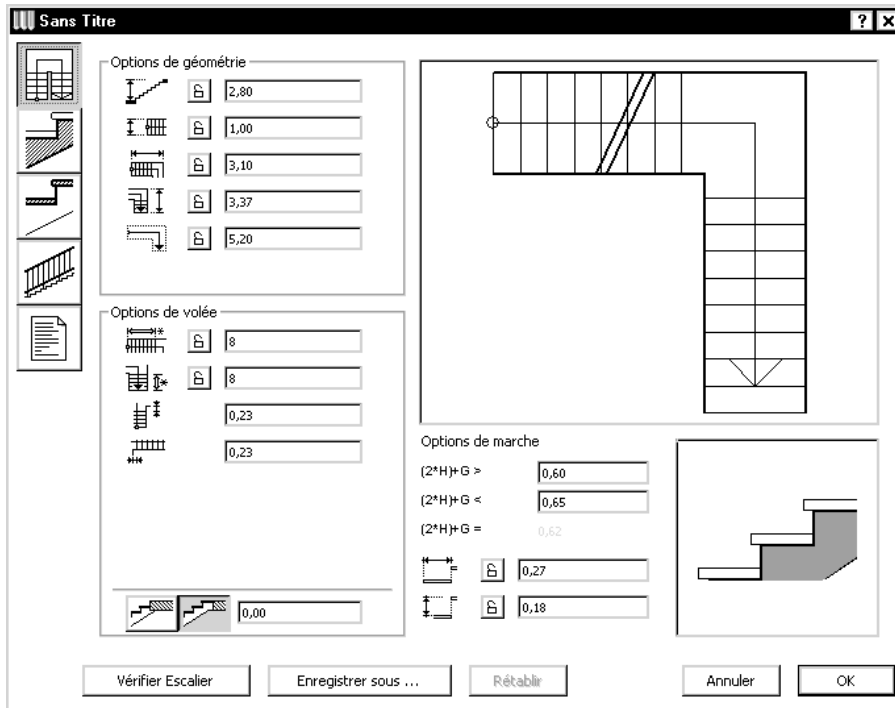 Sans Titre
? X
Options de géométrie
2,80
1,00
3,10
3,37
5,20
Options de volée
8
8
0,23
0,23
0,00
Options de marche
(2*H)+G > 0,60
(2*H)+G < 0,65
(2*H)+G = 0,62
0,27
0,18
Vérifier Escalier
Enregistrer sous ...
Rétablir
Annuler
OK